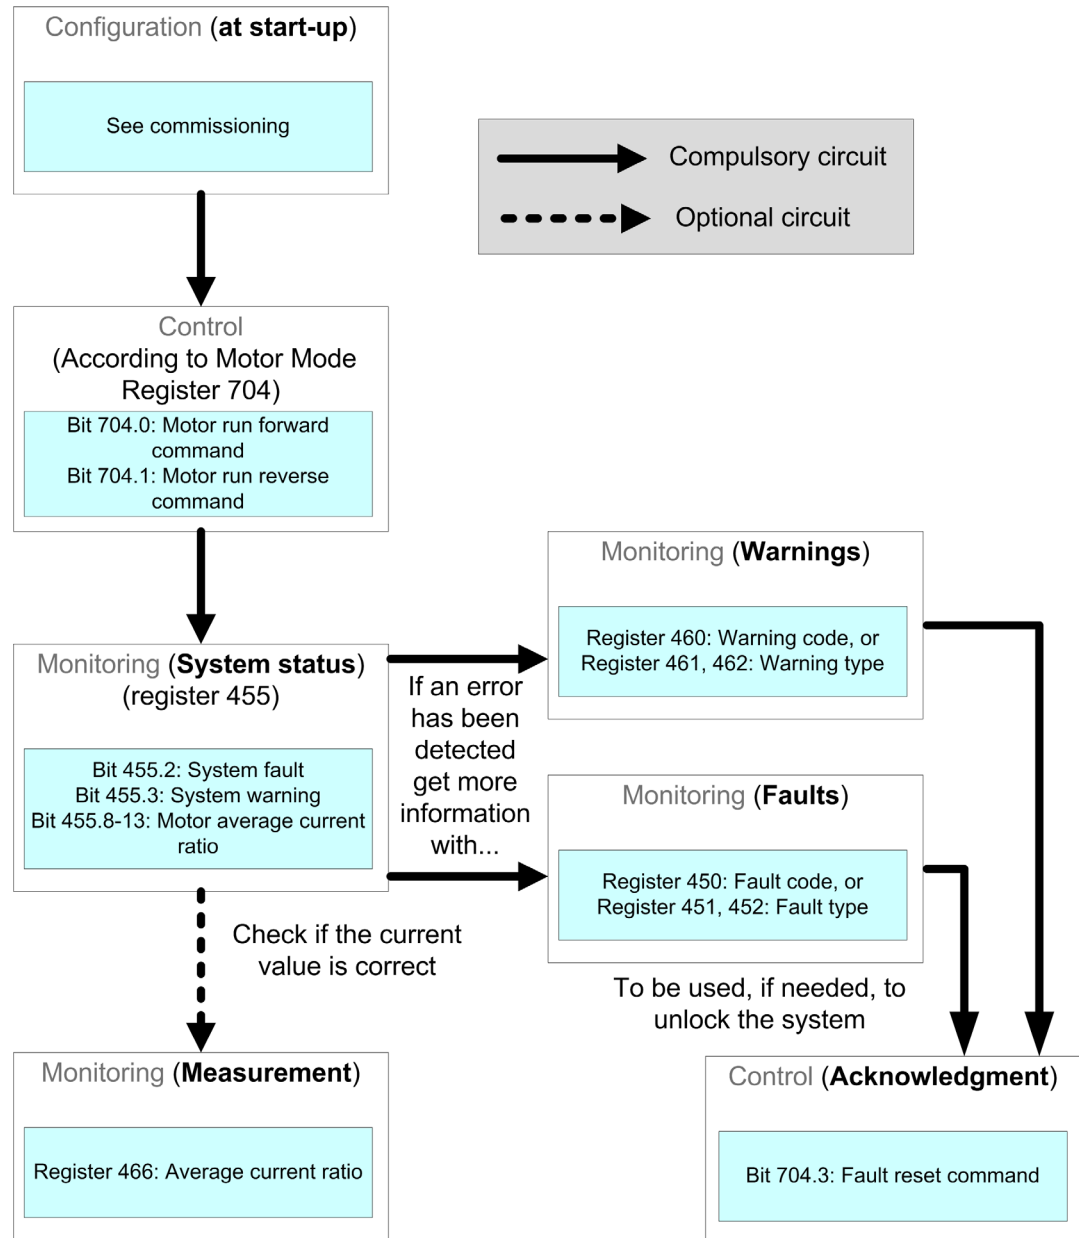 Configuration (at start-up)
See commissioning
Compulsory circuit
Optional circuit
Control
(According to Motor Mode
Register 704)
Bit 704.0: Motor run forward
command
Bit 704.1: Motor run reverse
command
Monitoring (System status)
(register 455)
Bit 455.2: System fault
Bit 455.3: System warning
Bit 455.8-13: Motor average current
ratio
If an error
has been
detected
get more
information
with...
Monitoring (Warnings)
Register 460: Warning code, or
Register 461, 462: Warning type
Monitoring (Faults)
Register 450: Fault code, or
Register 451, 452: Fault type
Check if the current
value is correct
To be used, if needed, to
unlock the system
Monitoring (Measurement)
Register 466: Average current ratio
Control (Acknowledgment)
Bit 704.3: Fault reset command